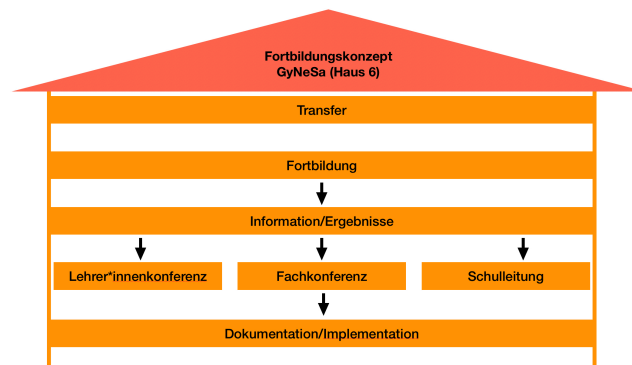 Fortbildungskonzept
GyNeSa (Haus 6)
Transfer
Fortbildung
Information/Ergebnisse
Lehrer*innenkonferenz
Fachkonferenz
Schulleitung
Dokumentation/Implementation